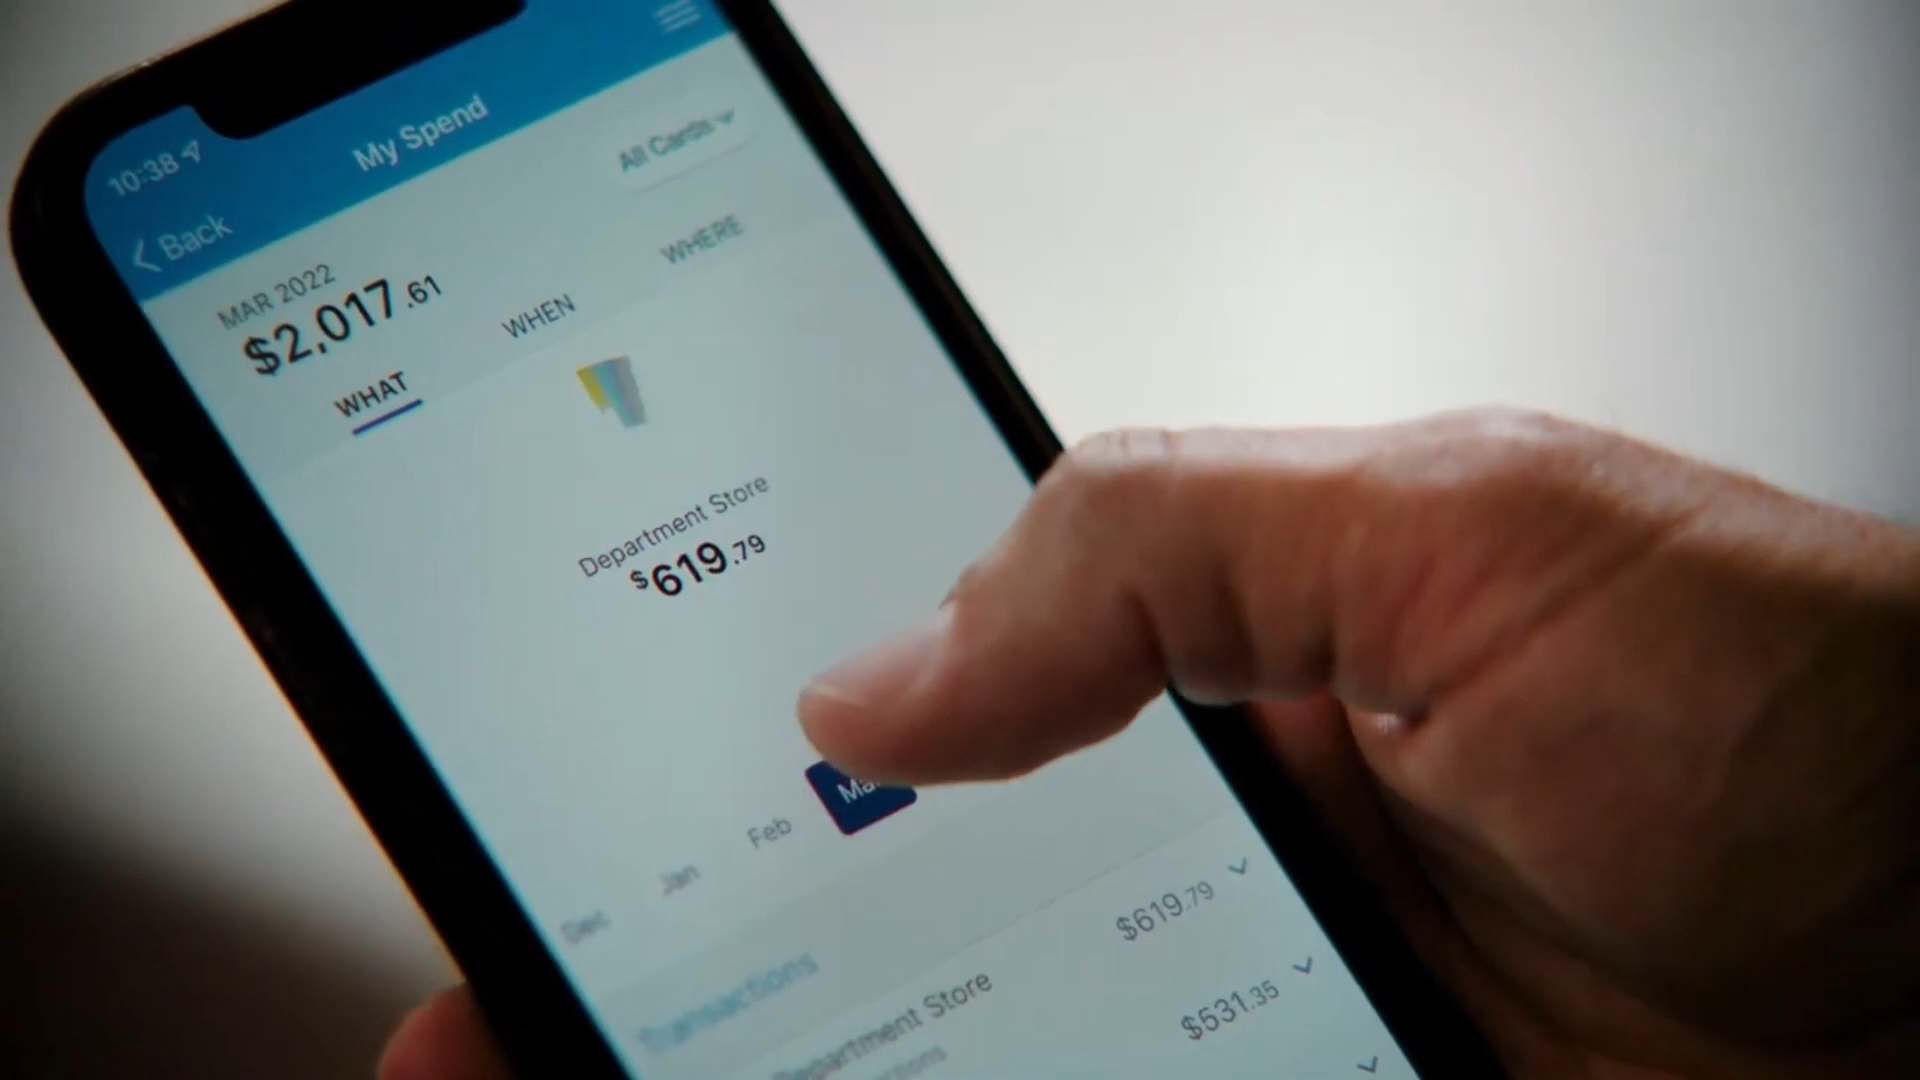 10:38
My Spend
< Back
All Cards
MAR 2022
$2,017.61
WHAT
WHEN
WHERE
Department Store
$619.79
Dec
Jan
Feb
Transactions
Department Store
$619.79
$531.35